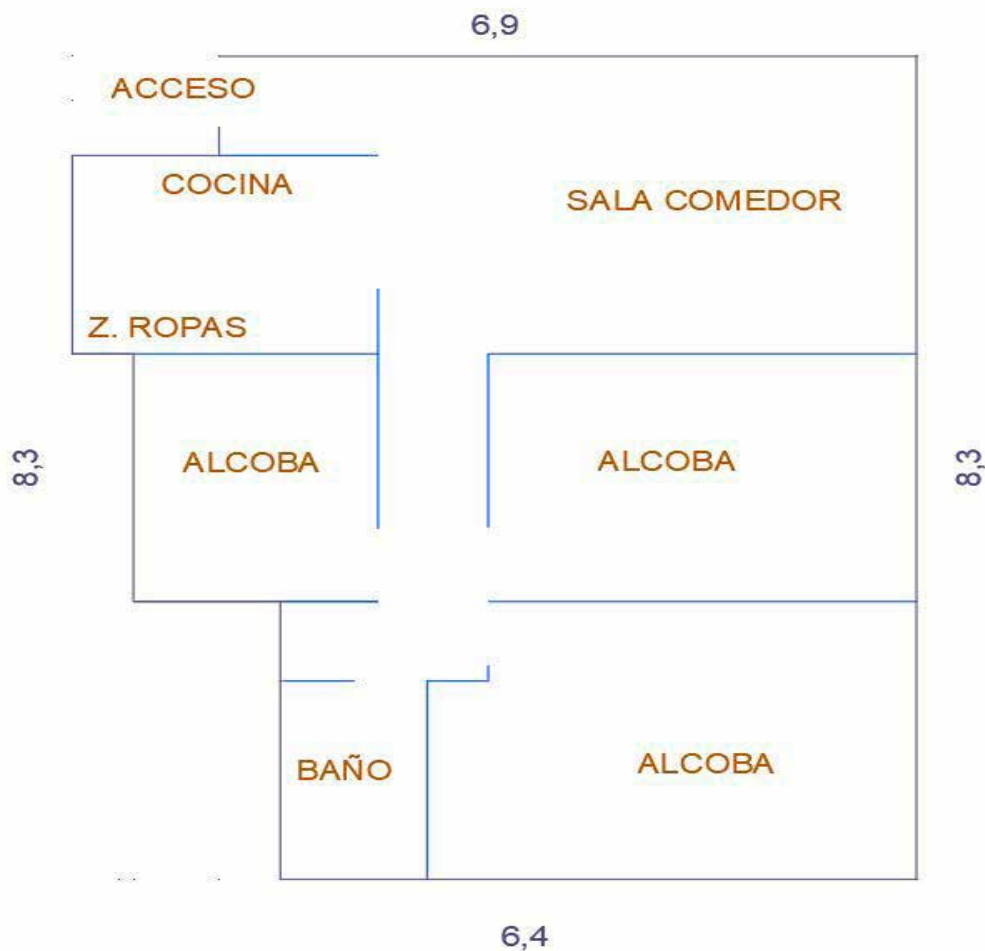 6,9
ACCESO
COCINA
SALA COMEDOR
Z. ROPAS
8,3
ALCOBA
ALCOBA
8,3
BAÑO
ALCOBA
6,4